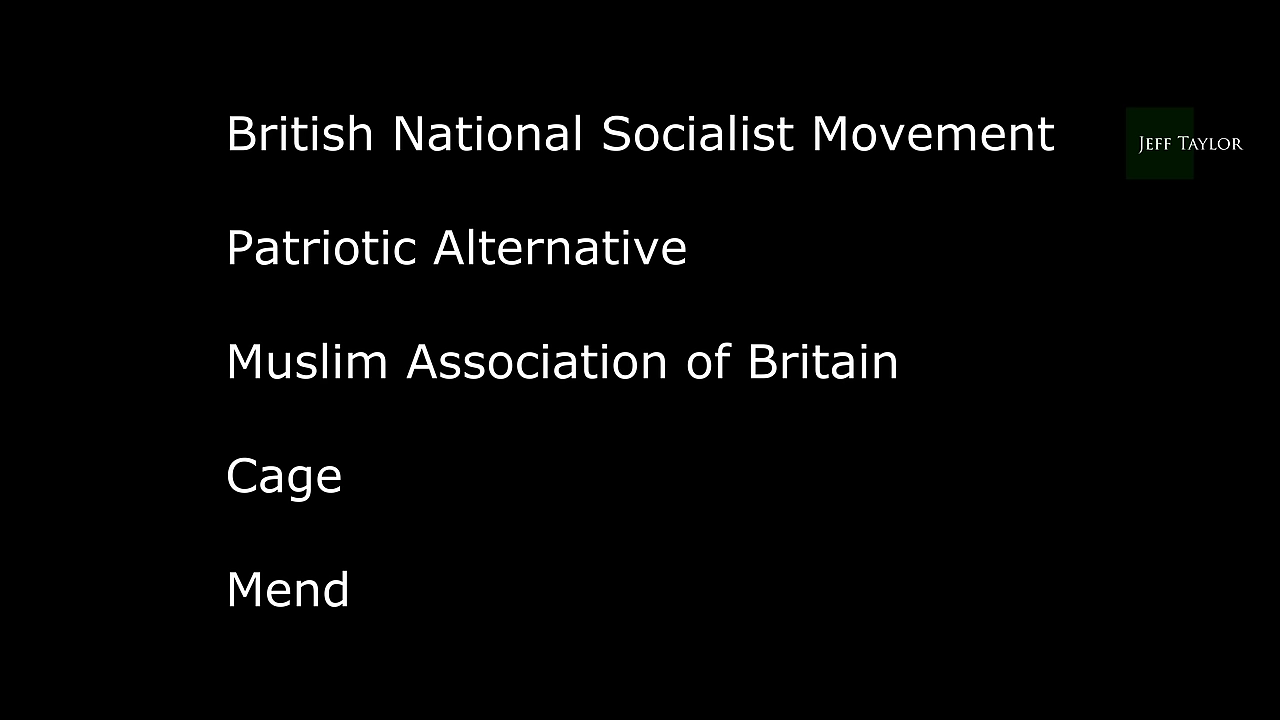 British National Socialist Movement
JEFF TAYLOR
Patriotic Alternative
Muslim Association of Britain
Cage
Mend